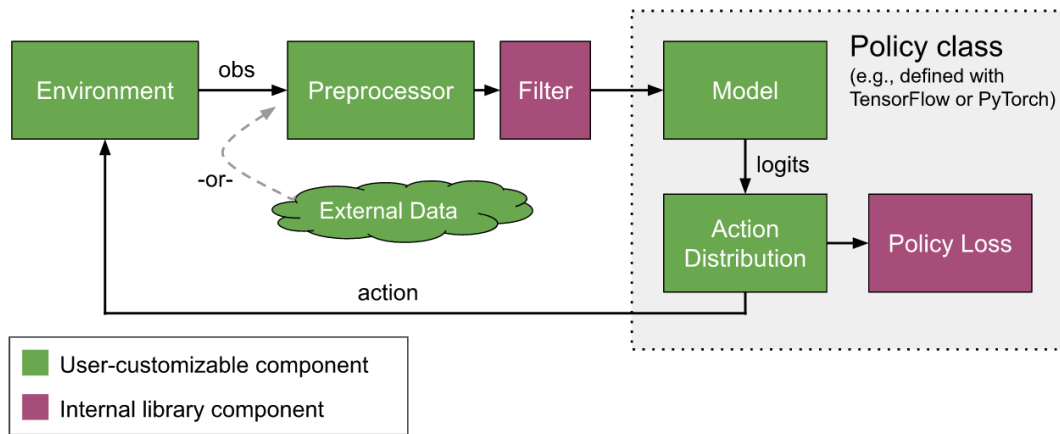 Environment
obs
Preprocessor
Filter
Model
Policy class
(e.g., defined with
TensorFlow or PyTorch)
-or-
External Data
logits
Action
Distribution
Policy Loss
action
User-customizable component
Internal library component